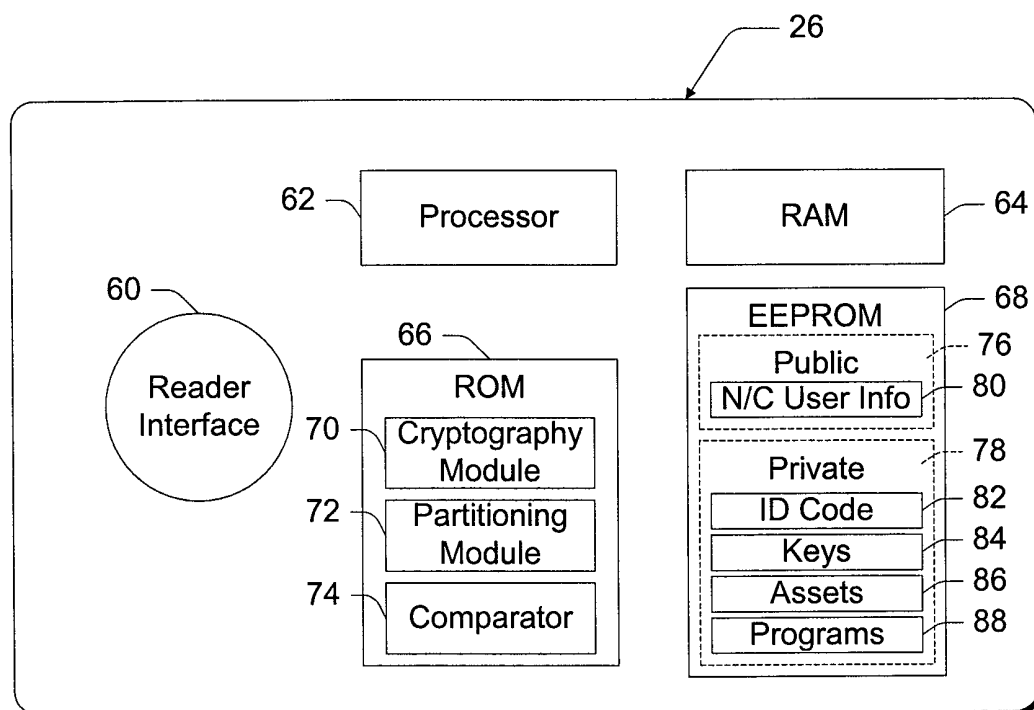 26
62
Processor
RAM
64
60
Reader
Interface
66
ROM
70
Cryptography
Module
72
Partitioning
Module
74
Comparator
EEPROM
68
Public
76
N/C User Info
80
Private
78
ID Code
82
Keys
84
Assets
86
Programs
88